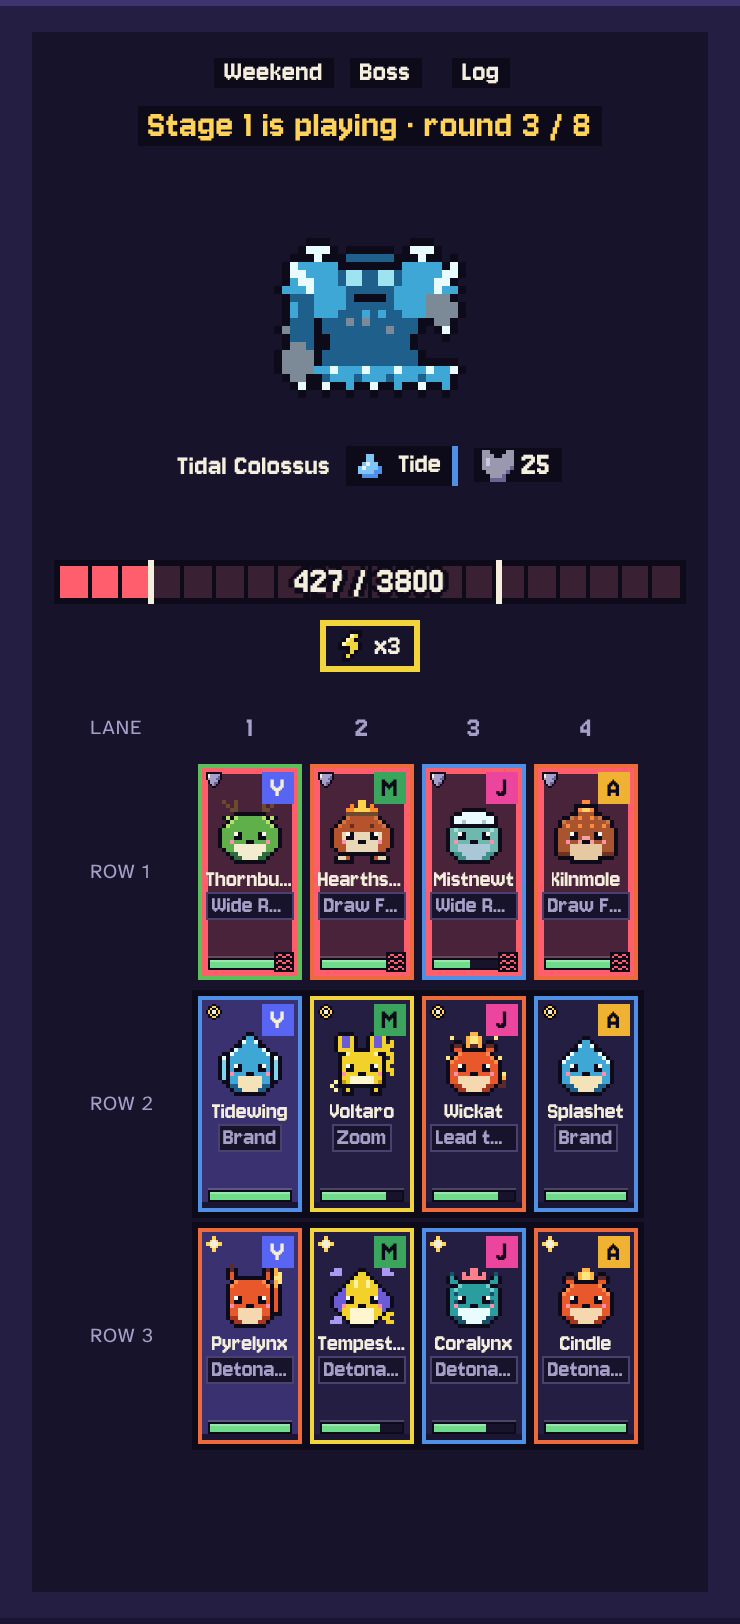 Weekend Boss Log
Stage 1 is playing · round 3 / 8
Tidal Colossus Tide 25
427 / 3800
x3
LANE 1 2 3 4
Y M J A
ROW 1
Thornbu... Hearths... Mistnewt Kilnmole
Wide R... Draw F... Wide R... Draw F...
Y M J A
ROW 2
Tidewing Voltaro Wickat Splashet
Brand Zoom Lead t... Brand
Y M J A
ROW 3
Pyrelynx Tempest... Coralynx Cindle
Detona... Detona... Detona... Detona...